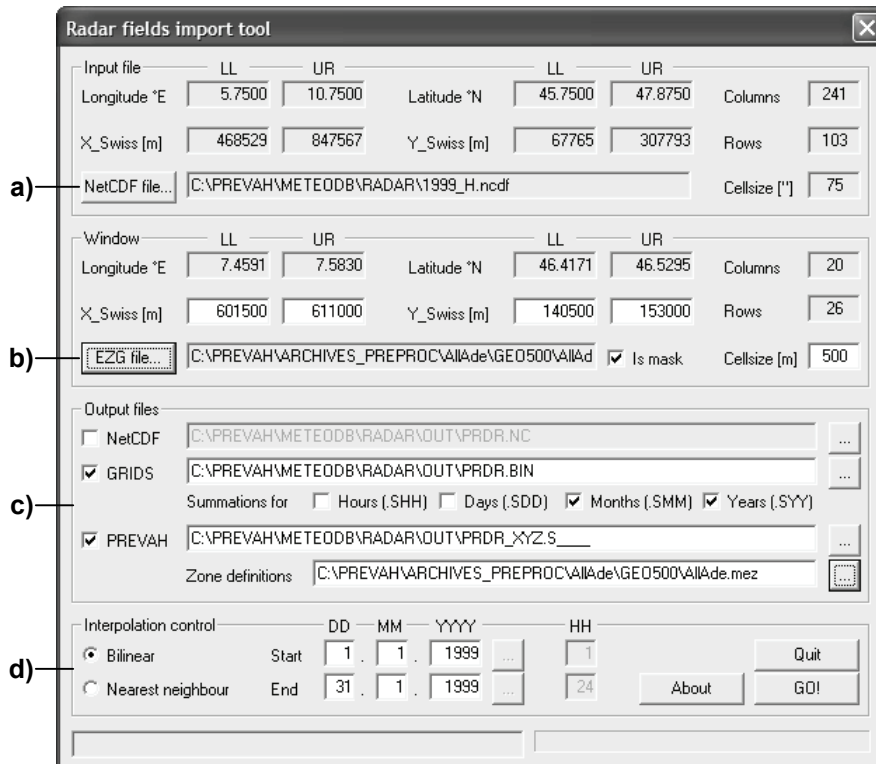 Radar fields import tool
Input file LL UR LL UR
Longitude °E 5.7500 10.7500 Latitude °N 45.7500 47.8750 Columns 241
X_Swiss [m] 468529 847567 Y_Swiss [m] 67765 307793 Rows 103
a) NetCDF file... C:\PREVAH\METEODB\RADAR\1999_H.ncdf Cellsize ["] 75
Window LL UR LL UR
Longitude °E 7.4591 7.5830 Latitude °N 46.4171 46.5295 Columns 20
X_Swiss [m] 601500 611000 Y_Swiss [m] 140500 153000 Rows 26
b) EZG file... C:\PREVAH\ARCHIVES_PREPROC\AllAde\GEO500\AllAd Is mask Cellsize [m] 500
Output files
NetCDF C:\PREVAH\METEODB\RADAR\OUT\PRDR.NC ...
GRIDS C:\PREVAH\METEODB\RADAR\OUT\PRDR.BIN ...
c) Summations for Hours (.SHH) Days (.SDD) Months (.SMM) Years (.SYY)
PREVAH C:\PREVAH\METEODB\RADAR\OUT\PRDR_XYZ.S____ ...
Zone definitions C:\PREVAH\ARCHIVES_PREPROC\AllAde\GEO500\AllAde.mez ...
Interpolation control DD MM YYYY HH
d) Bilinear Start 1 . 1 . 1999 ... 1 Quit
Nearest neighbour End 31 . 1 . 1999 ... 24 About GO!